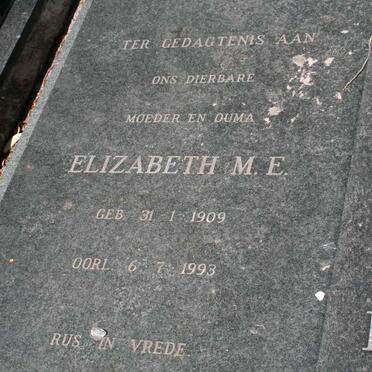 TER GEDAGTENIS AAN
ONS DIERBARE
MOEDER EN OUMA
ELIZABETH M. E.
GEB. 31 - 1 - 1909
OORL. 6 - 7 - 1993
RUS IN VREDE